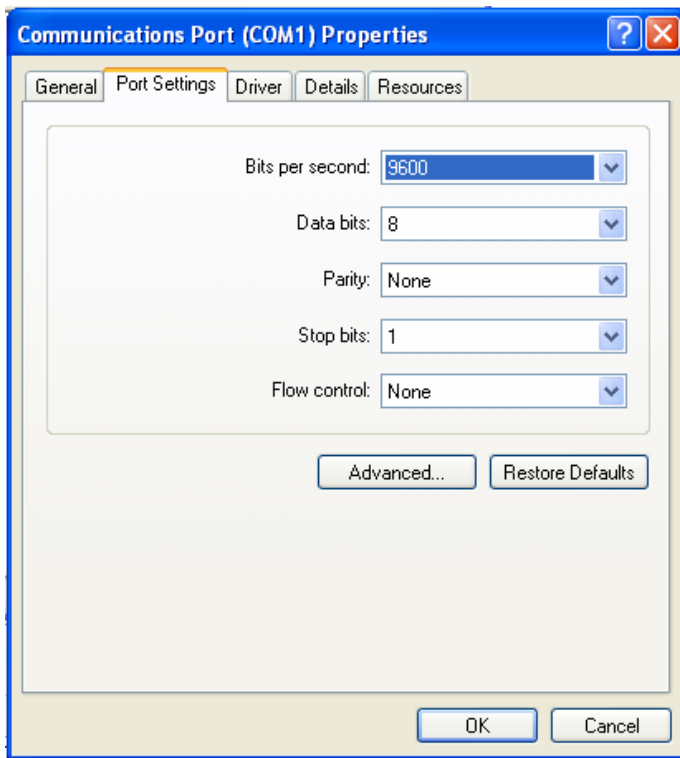 Communications Port (COM1) Properties
?
General Port Settings Driver Details Resources
Bits per second: 9600
Data bits: 8
Parity: None
Stop bits: 1
Flow control: None
Advanced... Restore Defaults
OK Cancel